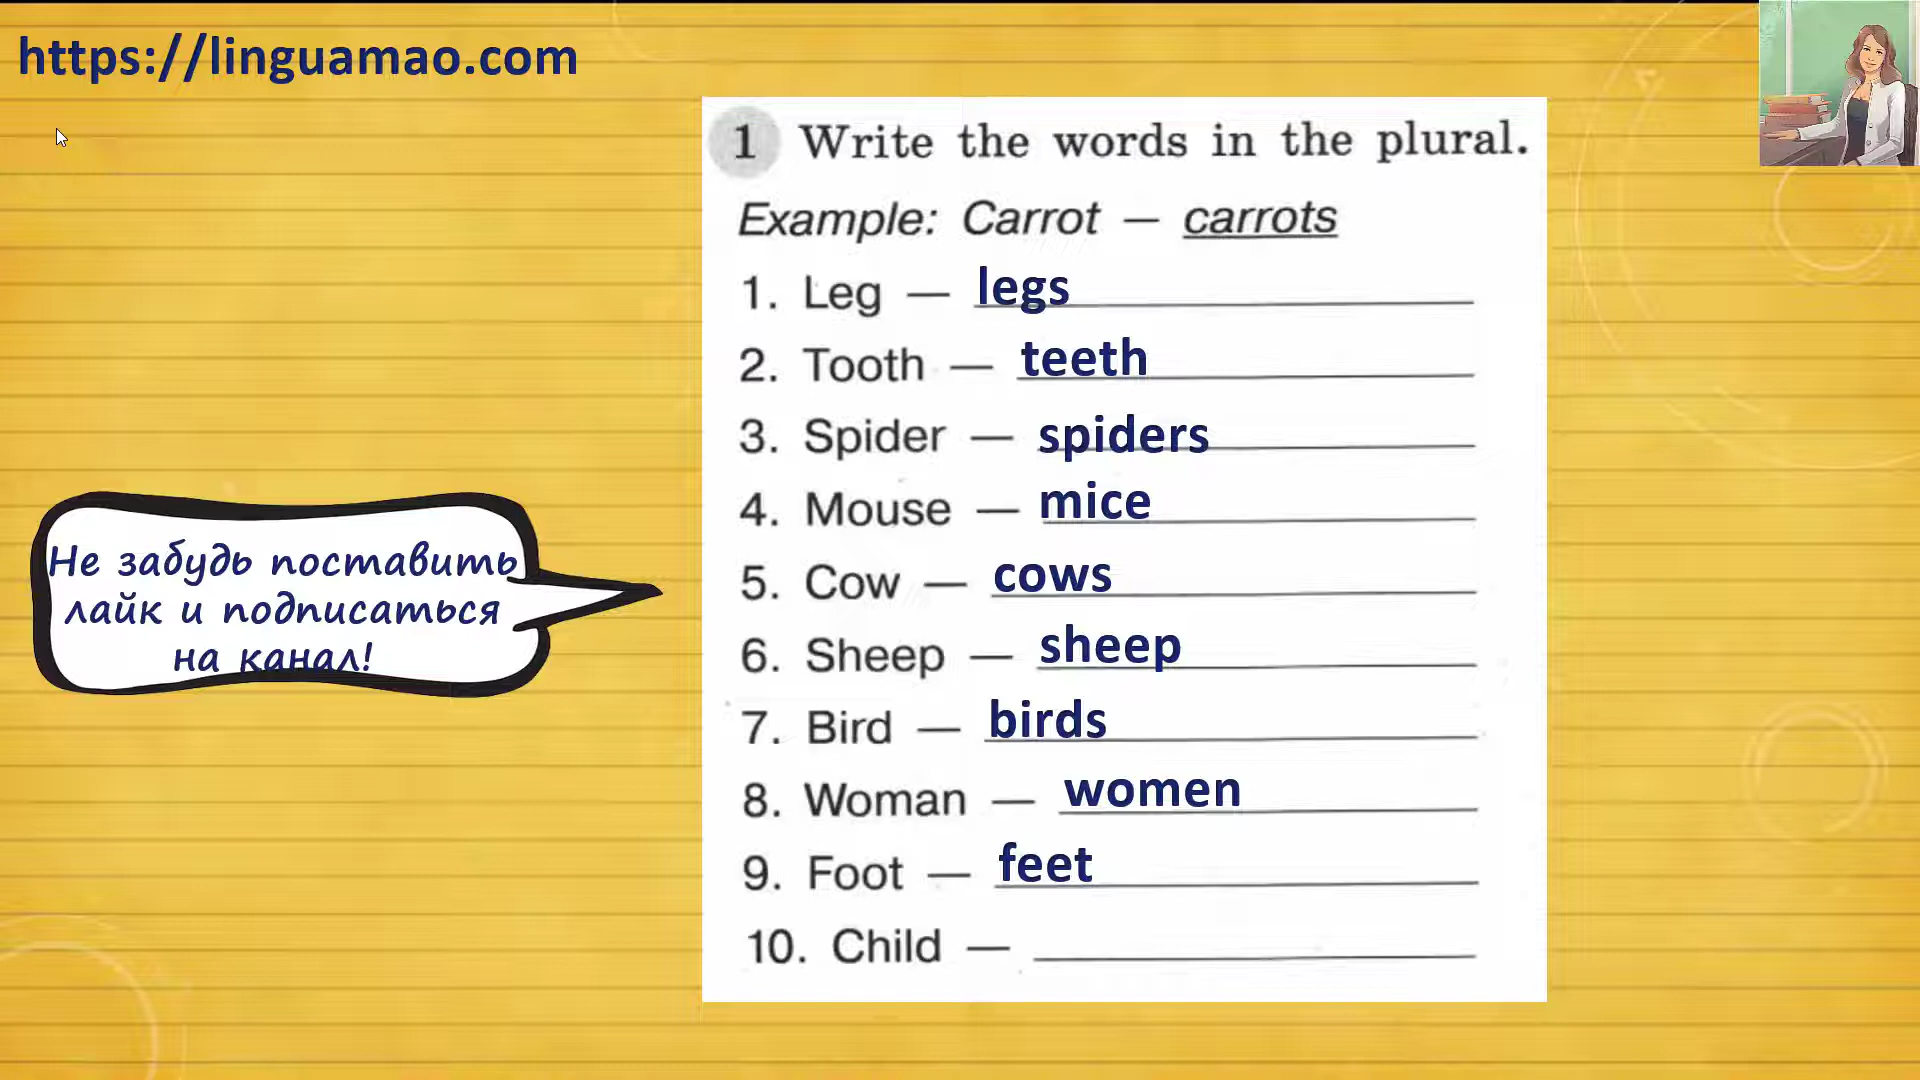 https://linguamao.com
1 Write the words in the plural.
Example: Carrot — carrots
1. Leg — legs
2. Tooth — teeth
3. Spider — spiders
4. Mouse — mice
5. Cow — cows
6. Sheep — sheep
7. Bird — birds
8. Woman — women
9. Foot — feet
10. Child —
Не забудь поставить
лайк и подписаться
на канал!